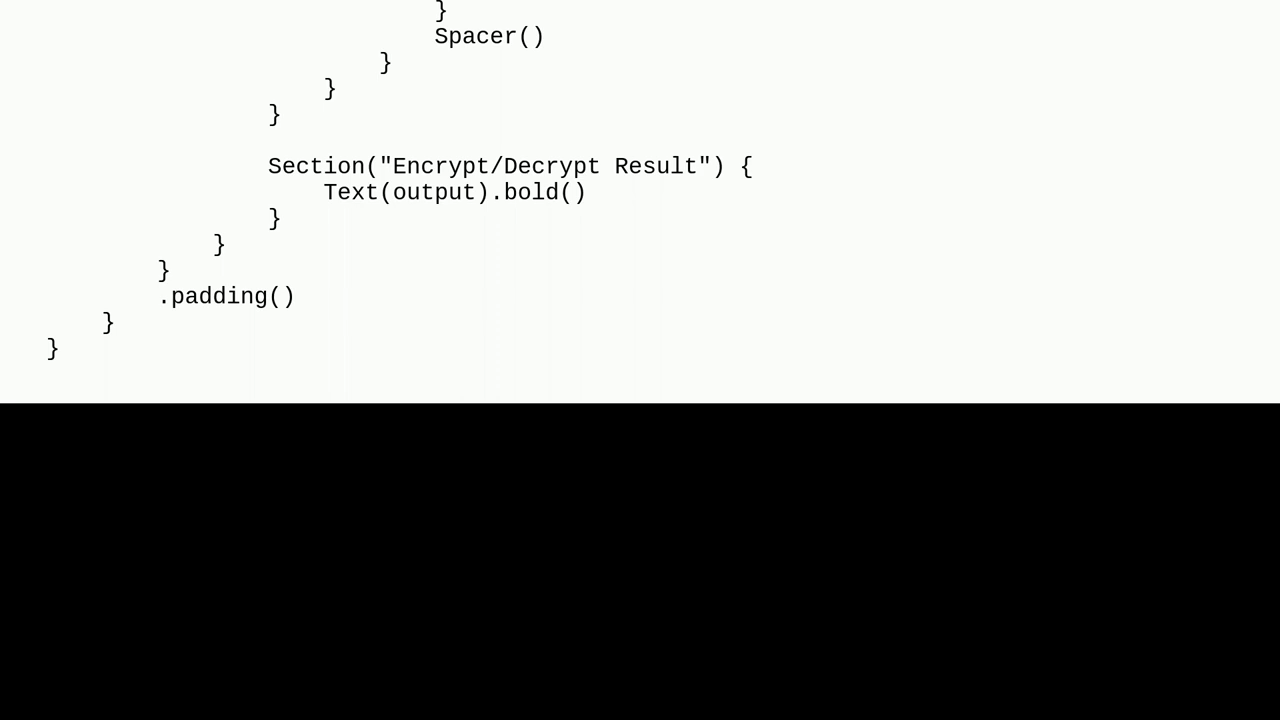 }
Spacer()
}
}
}
Section("Encrypt/Decrypt Result") {
Text(output).bold()
}
}
}
.padding()
}
}